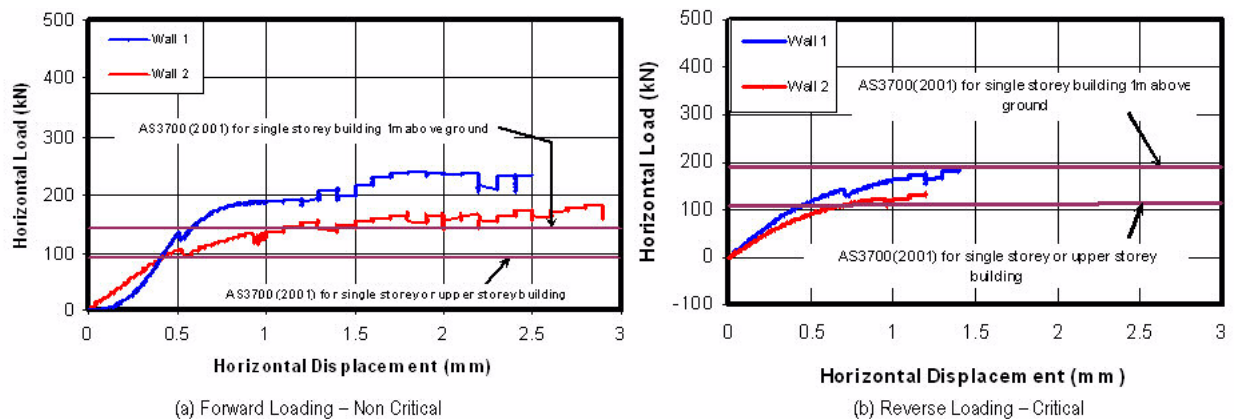 500
400
300
200
100
0
Horizontal Load (kN)
Wall 1
Wall 2
AS3700(2001) for single storey building 1m above ground
AS3700(2001) for single storey or upper storey building
0 0.5 1 1.5 2 2.5 3
Horizontal Displacement (mm)
(a) Forward Loading – Non Critical
500
400
300
200
100
0
-100
Horizontal Load (kN)
Wall 1
Wall 2
AS3700(2001) for single storey building 1m above
ground
AS3700(2001) for single storey or upper storey
building
0 0.5 1 1.5 2 2.5 3
Horizontal Displacement (mm)
(b) Reverse Loading – Critical